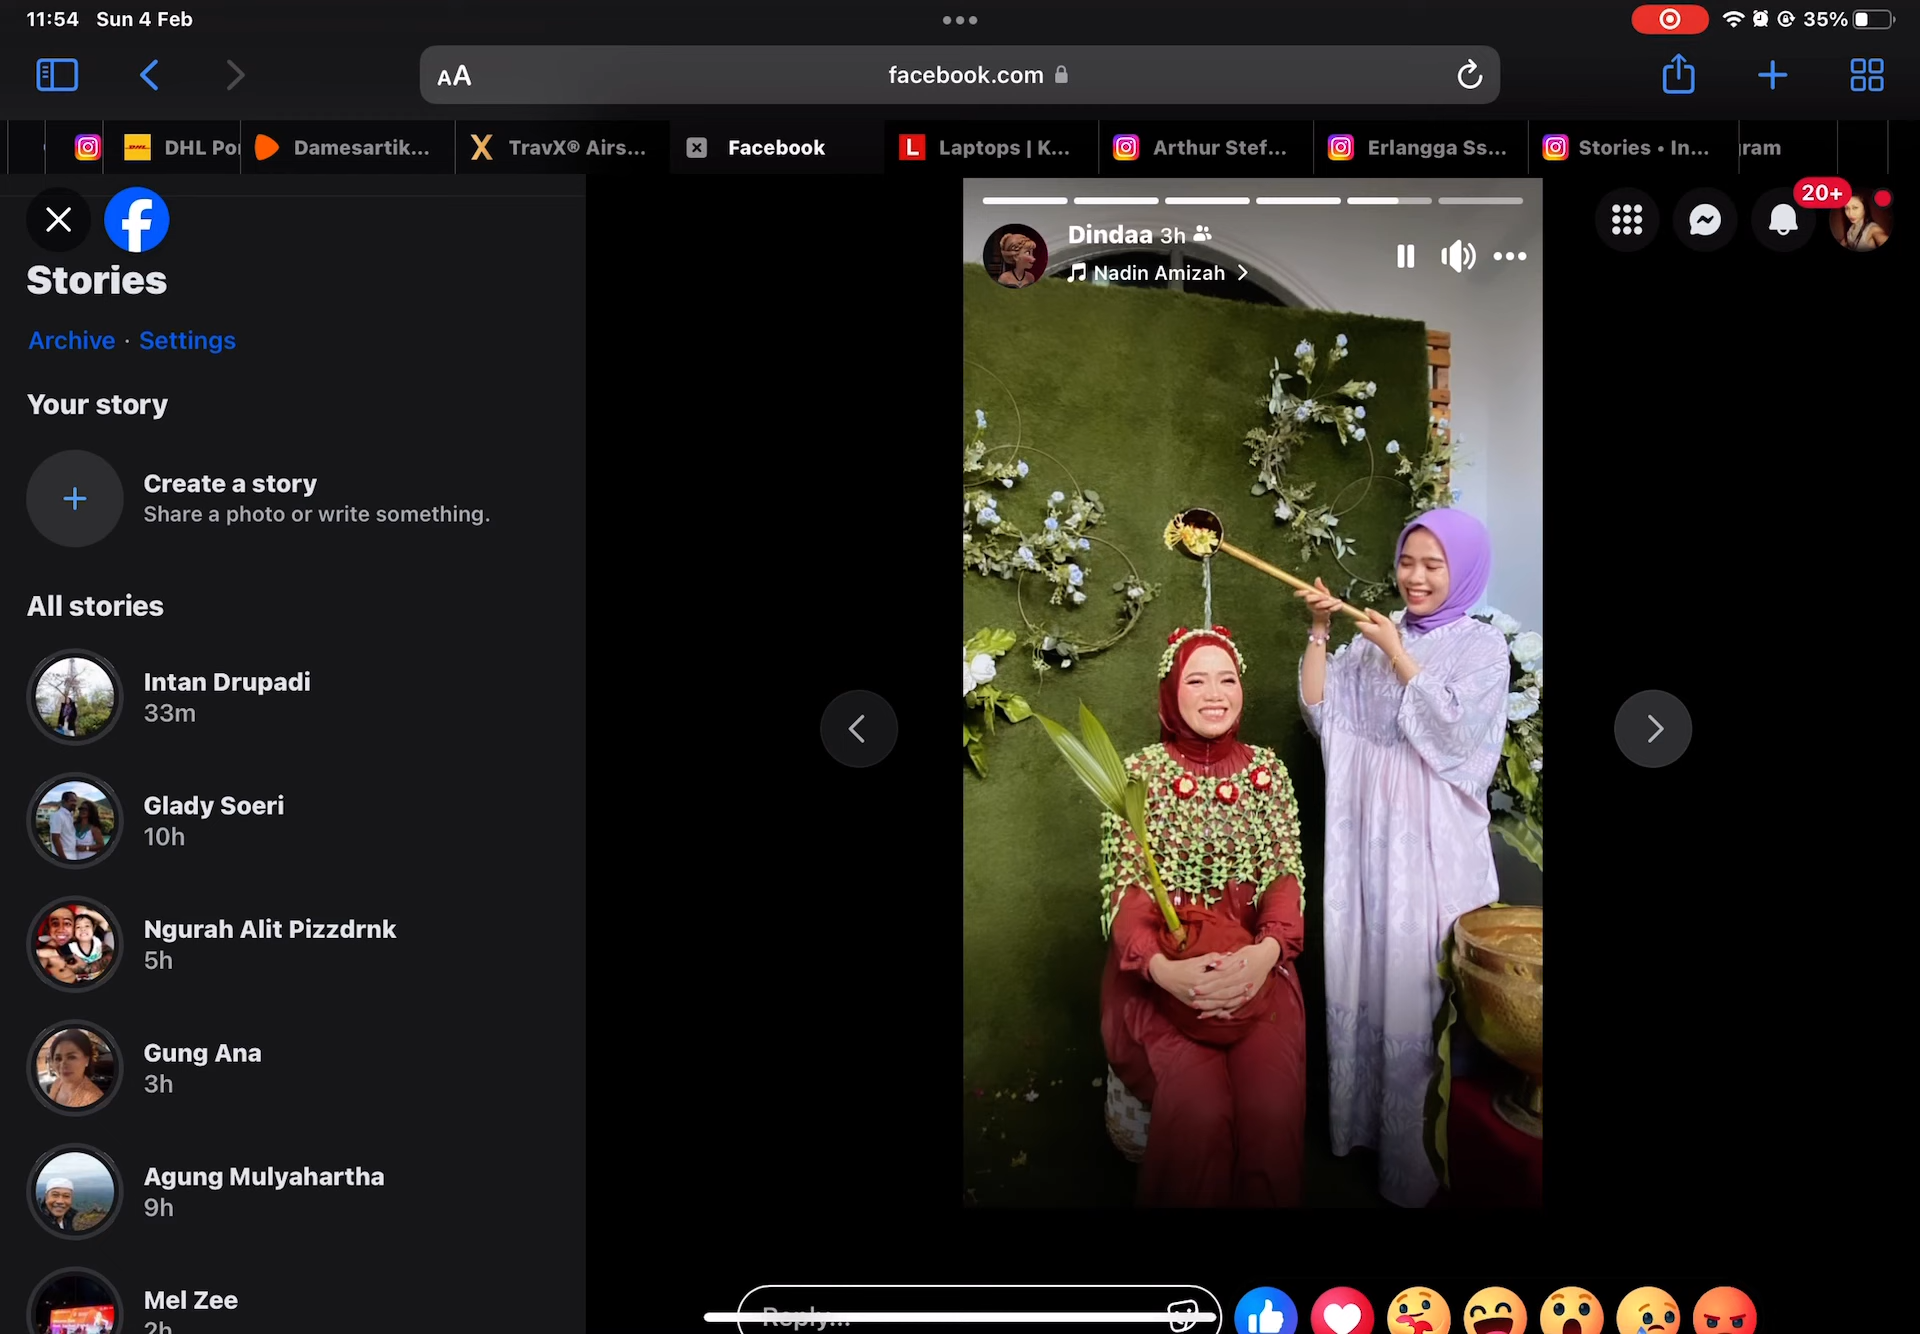 11:54 Sun 4 Feb
35%
AA
facebook.com
DHL Por
Damesartik...
TravX® Airs...
Facebook
L Laptops | K...
Arthur Stef...
Erlangga Ss...
Stories • In...
ram
20+
Stories
Archive · Settings
Your story
Create a story
Share a photo or write something.
All stories
Intan Drupadi
33m
Glady Soeri
10h
Ngurah Alit Pizzdrnk
5h
Gung Ana
3h
Agung Mulyahartha
9h
Mel Zee
2h
Dindaa 3h
Nadin Amizah
Reply...